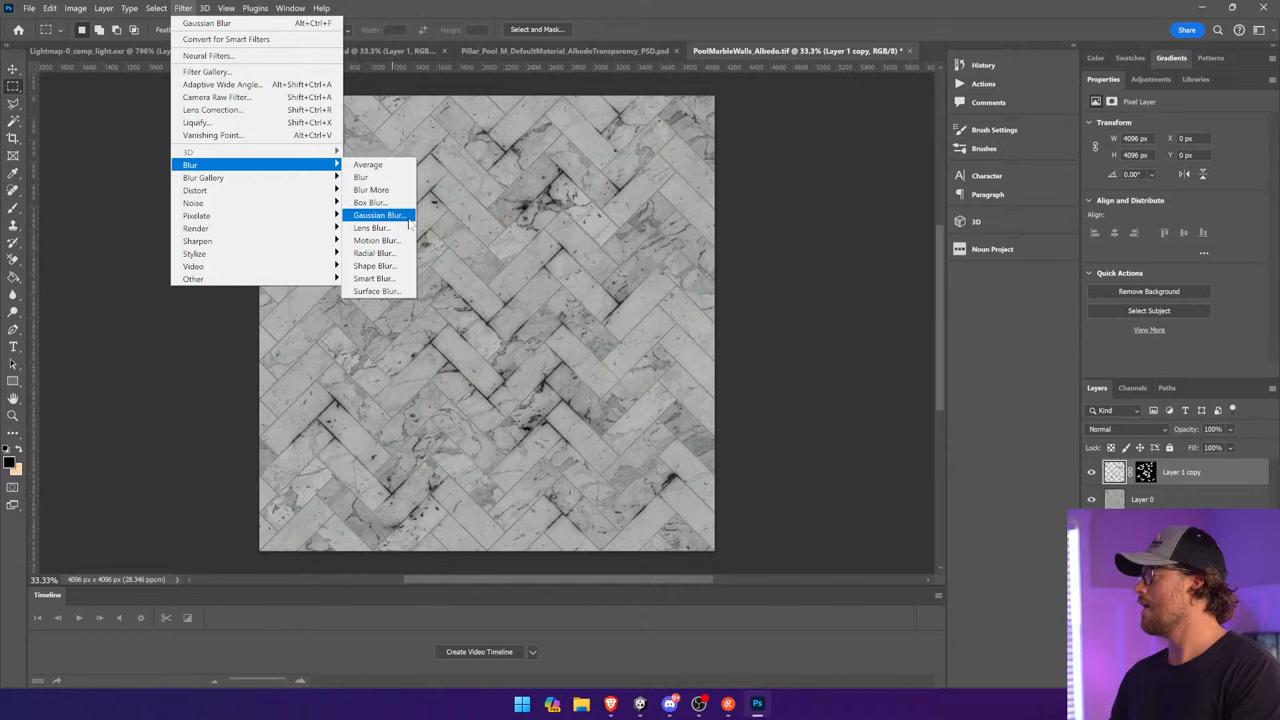 Ps File Edit Image Layer Type Select Filter 3D View Plugins Window Help
Width: Height: Select and Mask... Share
Lightmap-0_comp_light.exr @ 796% d @ 33.3% (Layer 1, RGB/8) * × Pillar_Pool_M_DefaultMaterial_AlbedoTransparency_PSD.psd × PoolMarbleWalls_Albedo.tif @ 33.3% (Layer 1 copy, RGB/8) * ×
Gaussian Blur Alt+Ctrl+F
Convert for Smart Filters
Neural Filters...
Filter Gallery...
Adaptive Wide Angle... Alt+Shift+Ctrl+A
Camera Raw Filter... Shift+Ctrl+A
Lens Correction... Shift+Ctrl+R
Liquify... Shift+Ctrl+X
Vanishing Point... Alt+Ctrl+V
3D
Blur
Blur Gallery
Distort
Noise
Pixelate
Render
Sharpen
Stylize
Video
Other
Average
Blur
Blur More
Box Blur...
Gaussian Blur...
Lens Blur...
Motion Blur...
Radial Blur...
Shape Blur...
Smart Blur...
Surface Blur...
History
Actions
Comments
Brush Settings
Brushes
Character
Paragraph
3D
Noun Project
Color Swatches Gradients Patterns
Properties Adjustments Libraries
Pixel Layer
Transform
W 4096 px X 0 px
H 4096 px Y 0 px
0.00°
Align and Distribute
Align:
Quick Actions
Remove Background
Select Subject
View More
Layers Channels Paths
Kind
Normal Opacity: 100%
Lock: Fill: 100%
Layer 1 copy
Layer 0
33.33% 4096 px x 4096 px (28.346 ppcm)
Timeline
Create Video Timeline